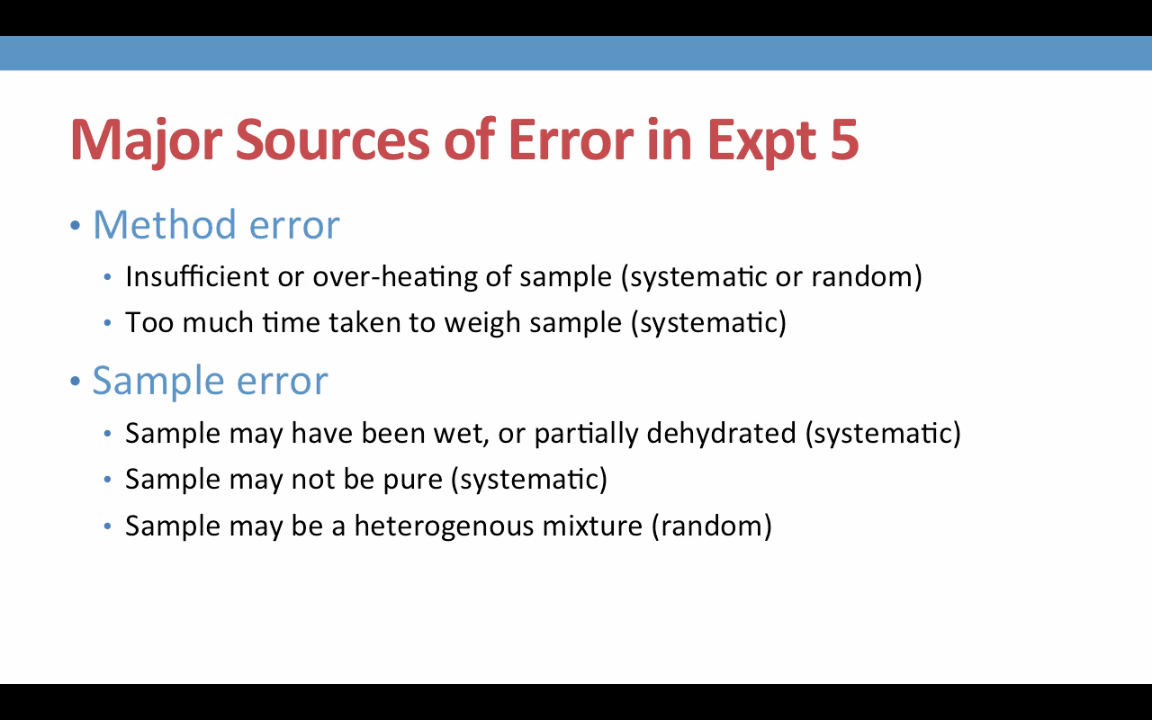 Major Sources of Error in Expt 5
• Method error
• Insufficient or over-heating of sample (systematic or random)
• Too much time taken to weigh sample (systematic)
• Sample error
• Sample may have been wet, or partially dehydrated (systematic)
• Sample may not be pure (systematic)
• Sample may be a heterogenous mixture (random)